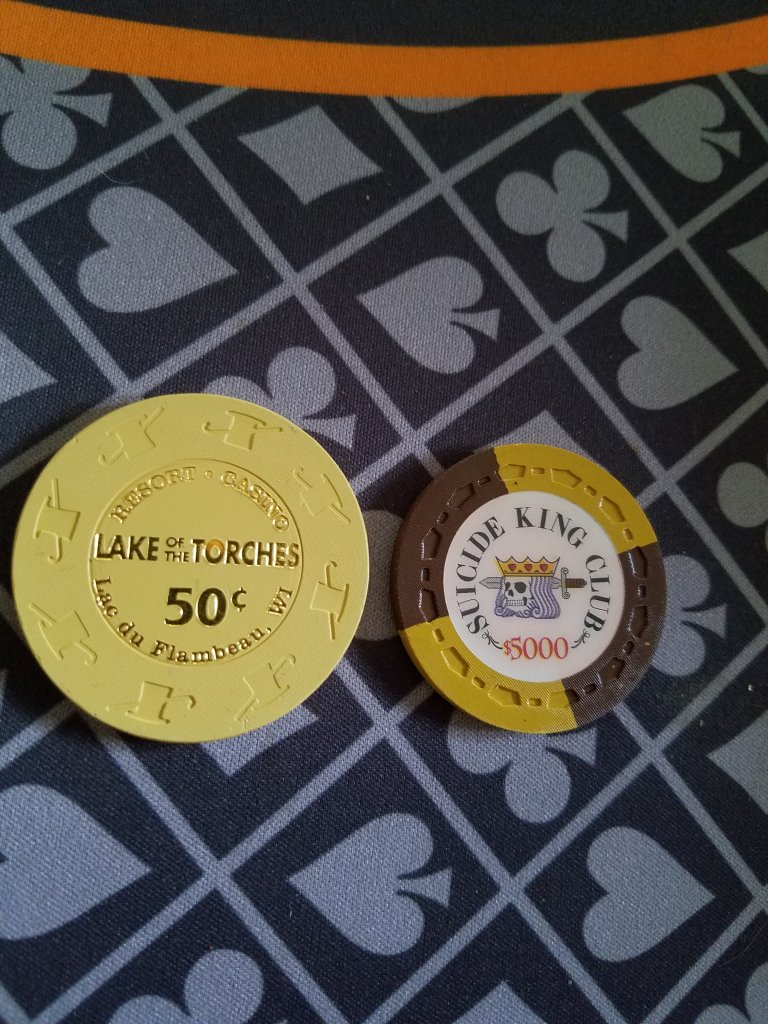 RESORT • CASINO
LAKE OF THE TORCHES
50¢
Lac du Flambeau, WI
SUICIDE KING CLUB
$5000